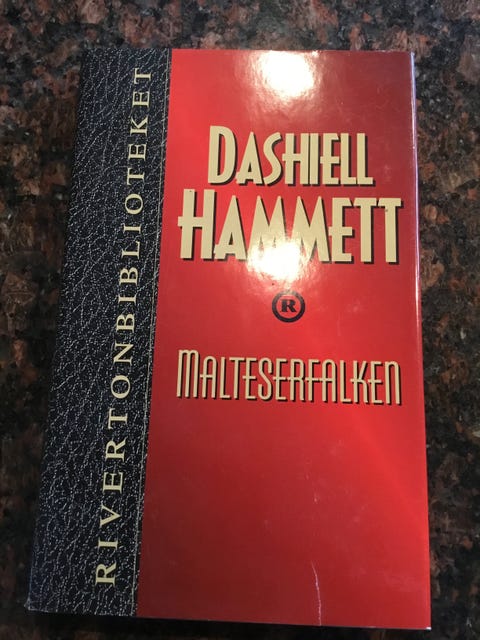 RIVERTONBIBLIOTEKET
DASHIELL
HAMMETT
R
MALTESERFALKEN